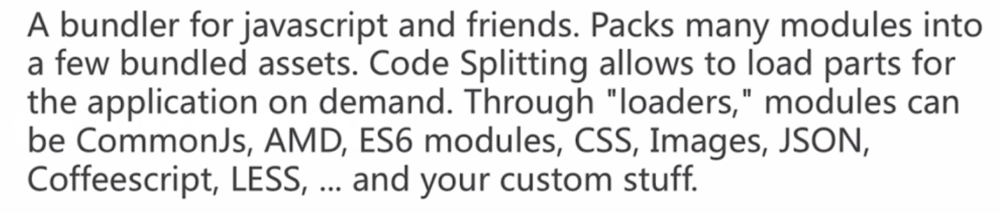 A bundler for javascript and friends. Packs many modules into
a few bundled assets. Code Splitting allows to load parts for
the application on demand. Through "loaders," modules can
be CommonJs, AMD, ES6 modules, CSS, Images, JSON,
Coffeescript, LESS, ... and your custom stuff.